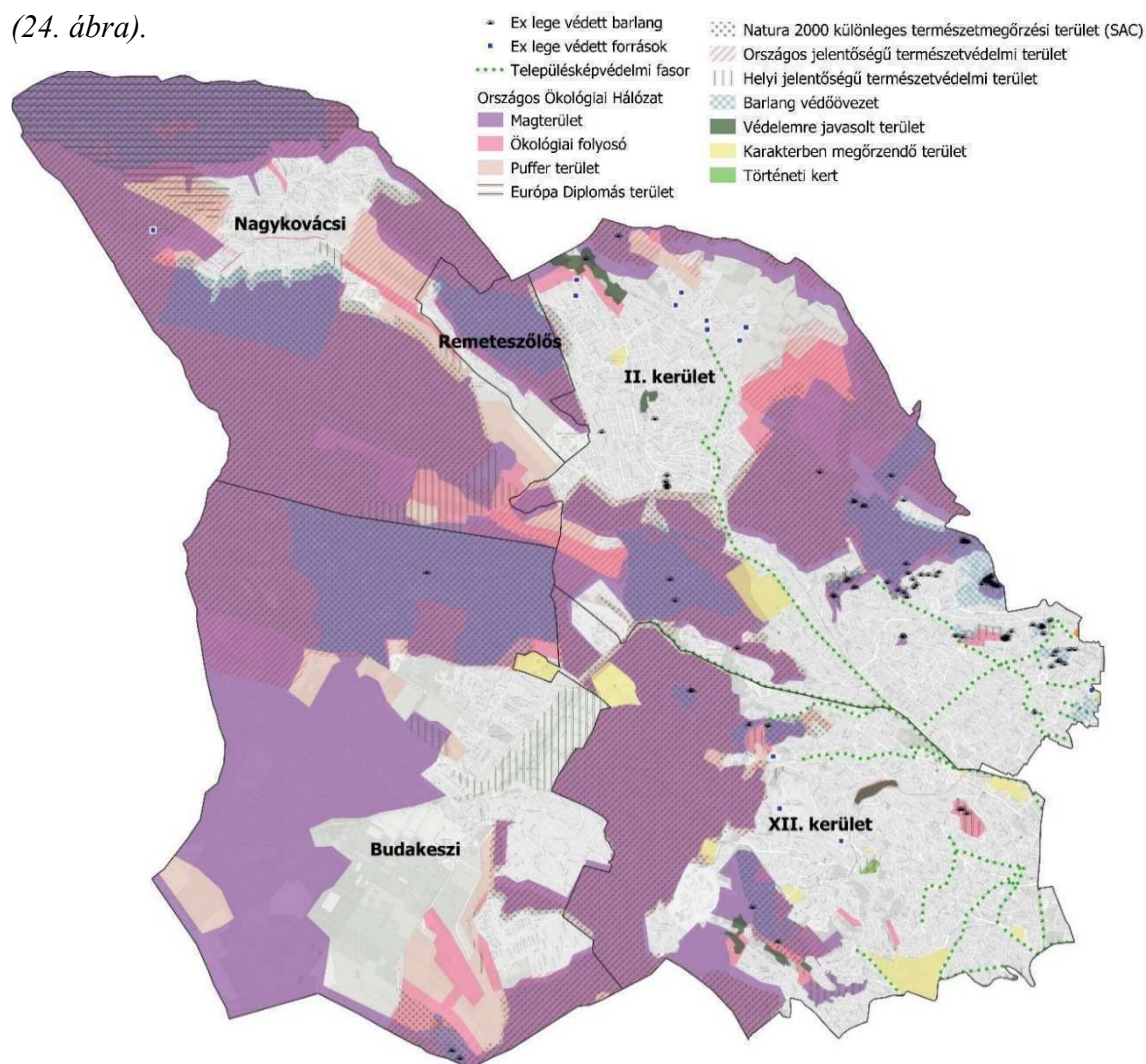 (24. ábra).
Ex lege védett barlang
Ex lege védett források
Településképvédelmi fasor
Országos Ökológiai Hálózat
Magterület
Ökológiai folyosó
Puffer terület
Európa Diplomás terület
Natura 2000 különleges természetmegőrzési terület (SAC)
Országos jelentőségű természetvédelmi terület
Helyi jelentőségű természetvédelmi terület
Barlang védőövezet
Védelemre javasolt terület
Karakterben megőrzendő terület
Történeti kert
Nagykovácsi
Remeteszőlős
II. kerület
XII. kerület
Budakeszi